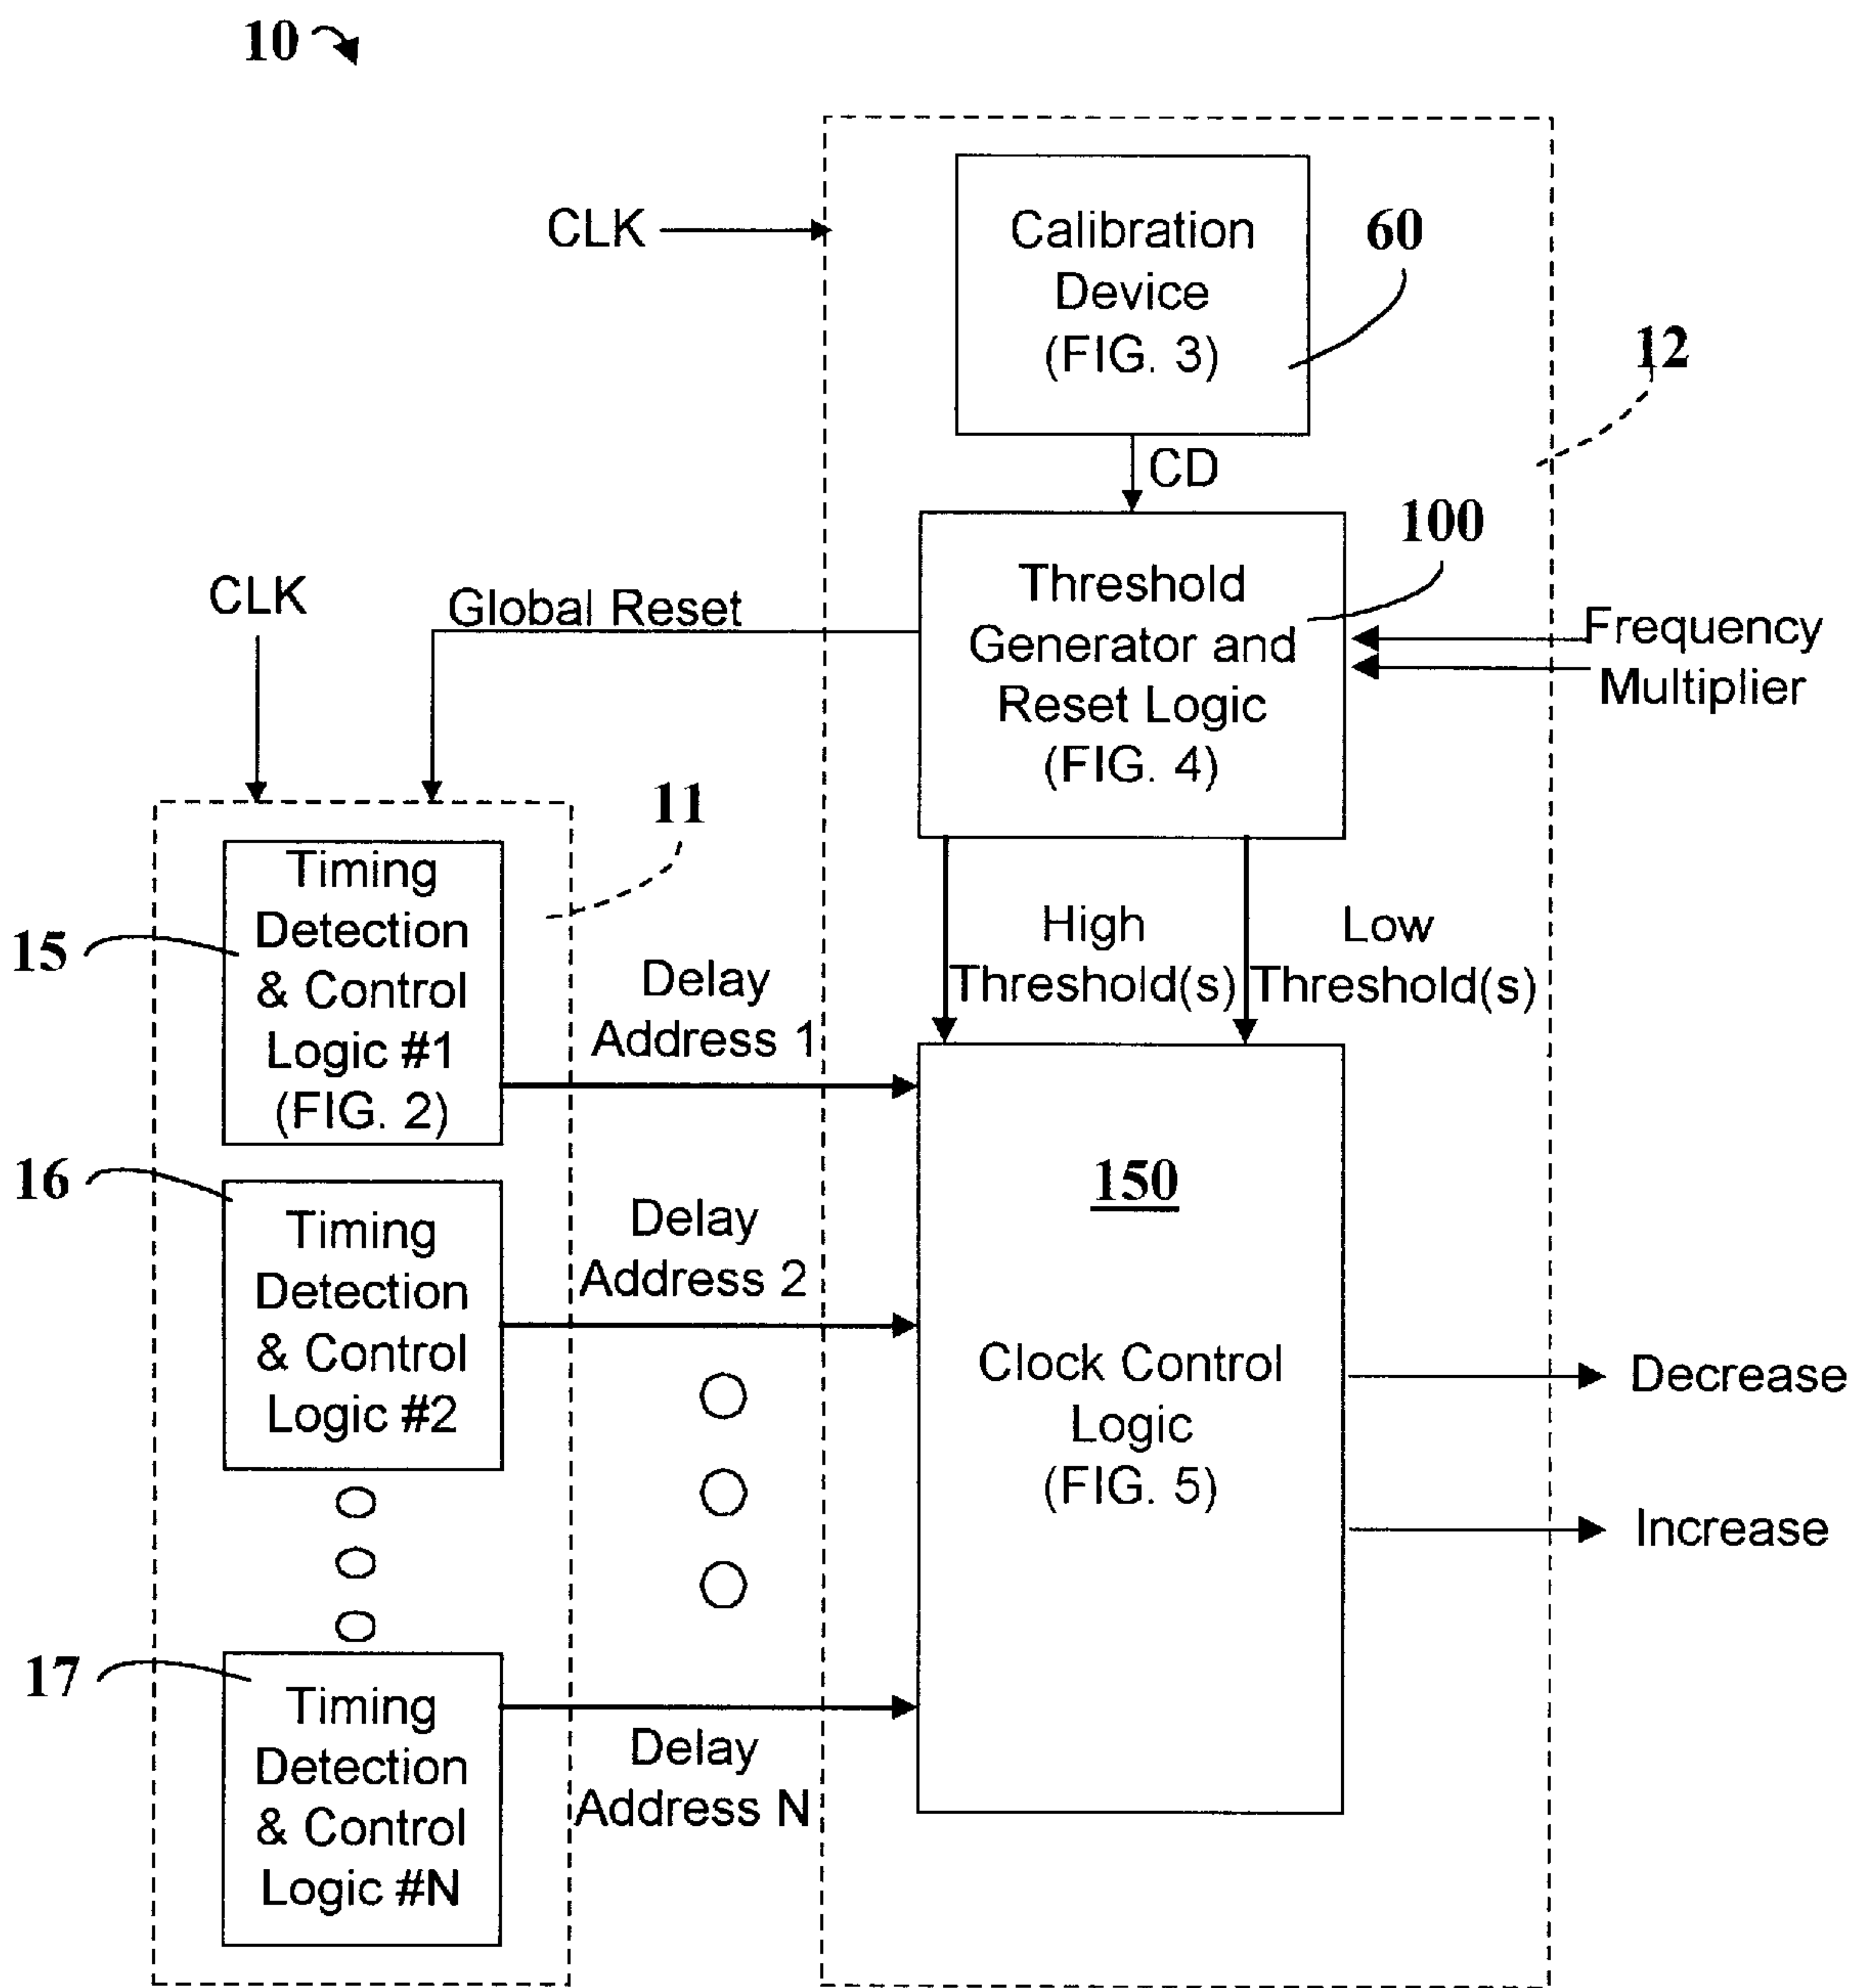 10
CLK
Calibration
Device
(FIG. 3)
60
12
CD
100
CLK
Global Reset
Threshold
Generator and
Reset Logic
(FIG. 4)
Frequency
Multiplier
11
Timing
Detection
& Control
Logic #1
(FIG. 2)
15
High
Threshold(s)
Low
Threshold(s)
Delay
Address 1
150
16
Timing
Detection
& Control
Logic #2
Delay
Address 2
Clock Control
Logic
(FIG. 5)
Decrease
Increase
17
Timing
Detection
& Control
Logic #N
Delay
Address N